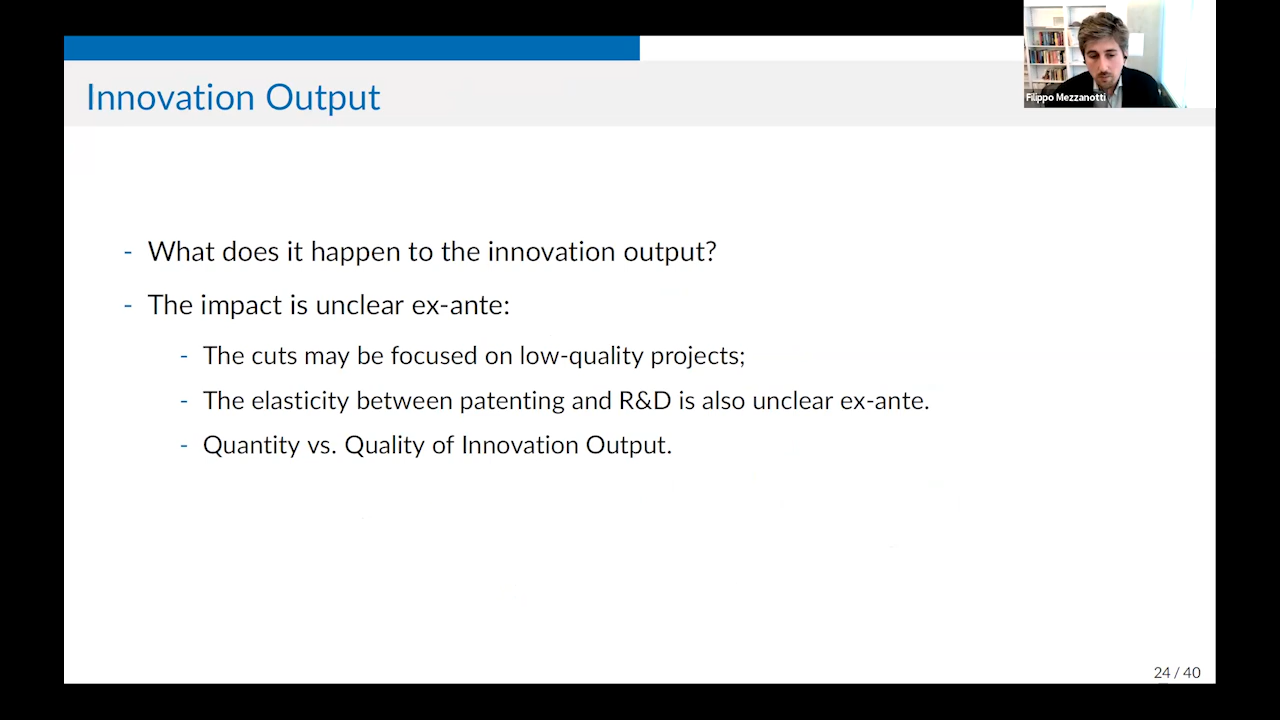 Innovation Output
Filippo Mezzanotti
- What does it happen to the innovation output?
- The impact is unclear ex-ante:
- The cuts may be focused on low-quality projects;
- The elasticity between patenting and R&D is also unclear ex-ante.
- Quantity vs. Quality of Innovation Output.
24 / 40